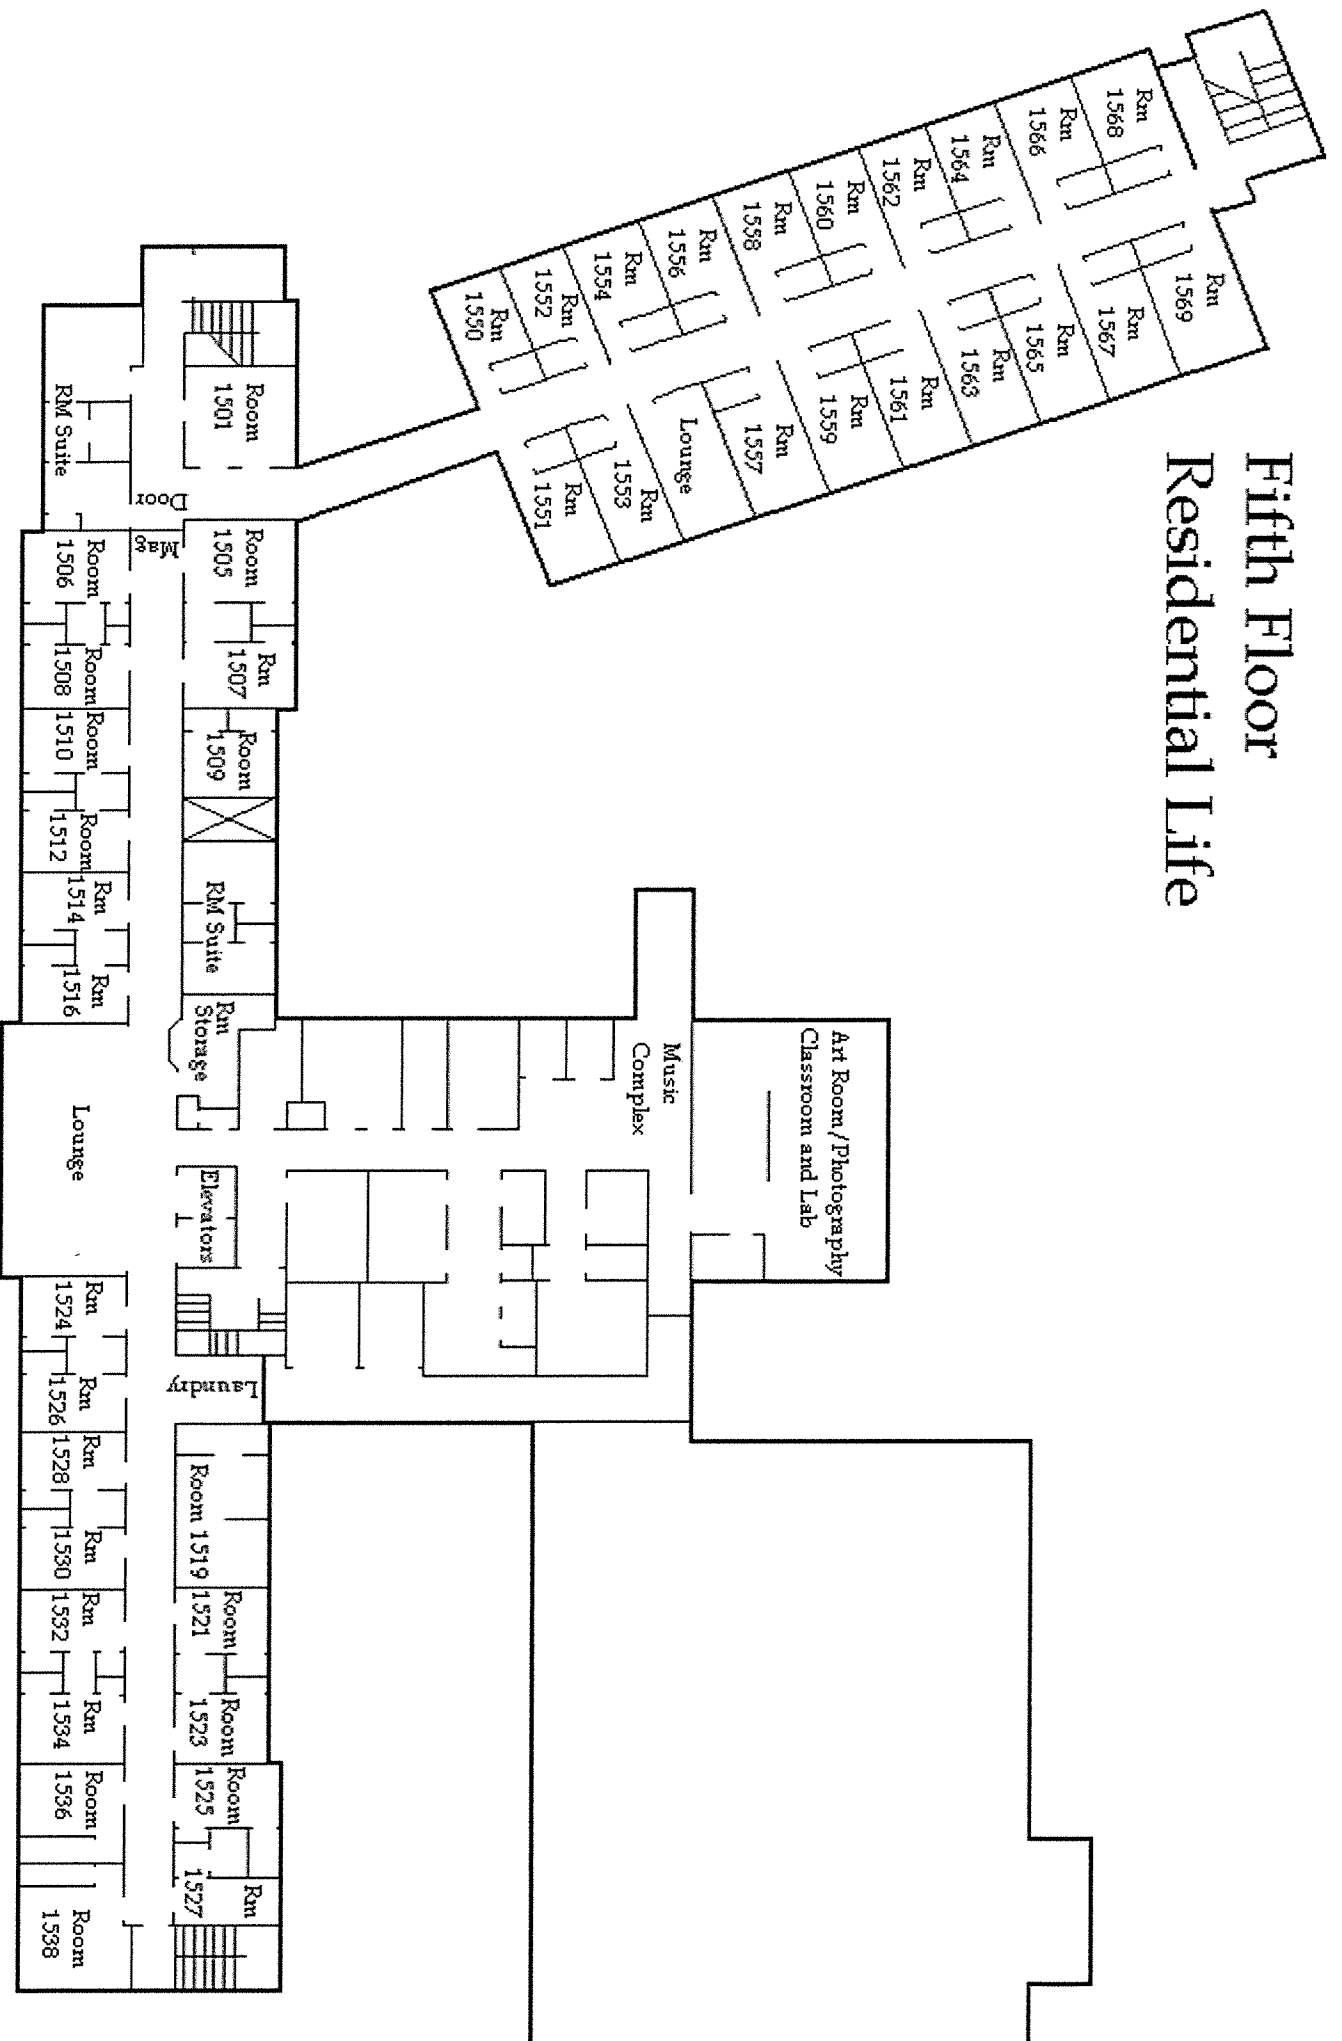 Fifth Floor
Residential Life
Rm
1568
Rm
1566
Rm
1564
Rm
1562
Rm
1560
Rm
1558
Rm
1556
Rm
1554
Rm
1552
Rm
1550
Rm
1569
Rm
1567
Rm
1565
Rm
1563
Rm
1561
Rm
1559
Rm
1557
Lounge
Rm
1553
Rm
1551
Room
1501
RM Suite
Door
Mag
Room
1505
Rm
1507
Room
1509
RM Suite
Rm
Storage
Room
1506
Room
1508
Room
1510
Room
1512
Rm
1514
Rm
1516
Lounge
Elevators
Music
Complex
Art Room/Photography
Classroom and Lab
Laundry
Rm
1524
Rm
1526
Rm
1528
Rm
1530
Rm
1532
Rm
1534
Room
1536
Room
1538
Room 1519
Room
1521
Room
1523
Room
1525
Rm
1527